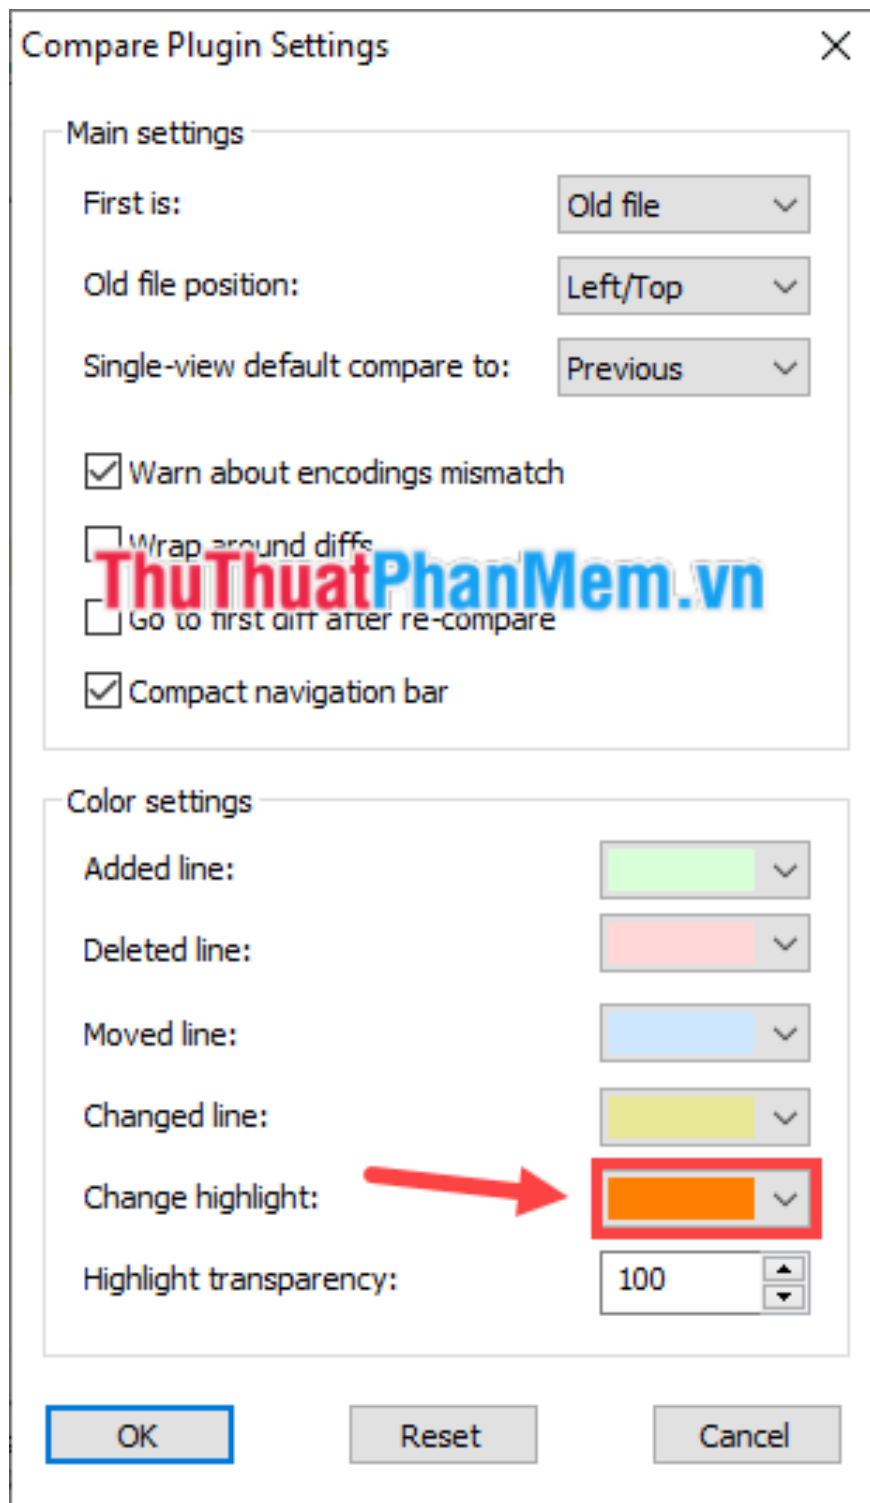 Compare Plugin Settings
Main settings
First is:
Old file
Old file position:
Left/Top
Single-view default compare to:
Previous
Warn about encodings mismatch
Wrap around diffs
ThuThuatPhanMem.vn
Go to first diff after re-compare
Compact navigation bar
Color settings
Added line:
Deleted line:
Moved line:
Changed line:
Change highlight:
Highlight transparency:
100
OK
Reset
Cancel